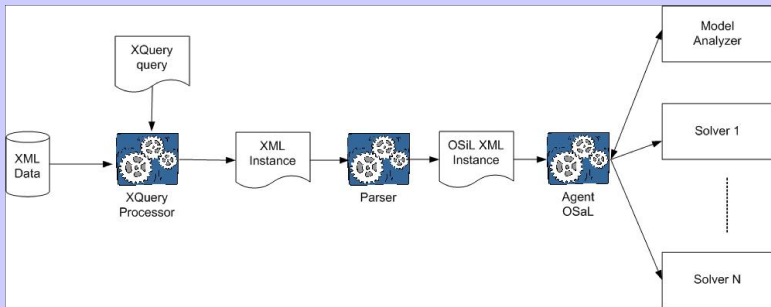 XQuery
query
XML
Data
XQuery
Processor
XML
Instance
Parser
OSiL XML
Instance
Agent
OSaL
Model
Analyzer
Solver 1
Solver N